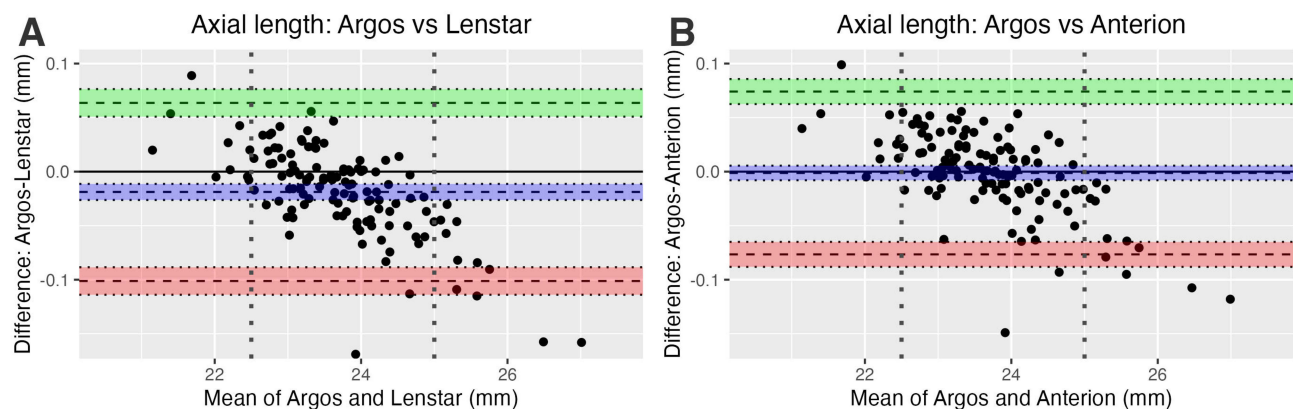 A
Axial length: Argos vs Lenstar
Difference: Argos-Lenstar (mm)
0.1
0.0
-0.1
22
24
26
Mean of Argos and Lenstar (mm)
B
Axial length: Argos vs Anterion
Difference: Argos-Anterion (mm)
0.1
0.0
-0.1
22
24
26
Mean of Argos and Anterion (mm)